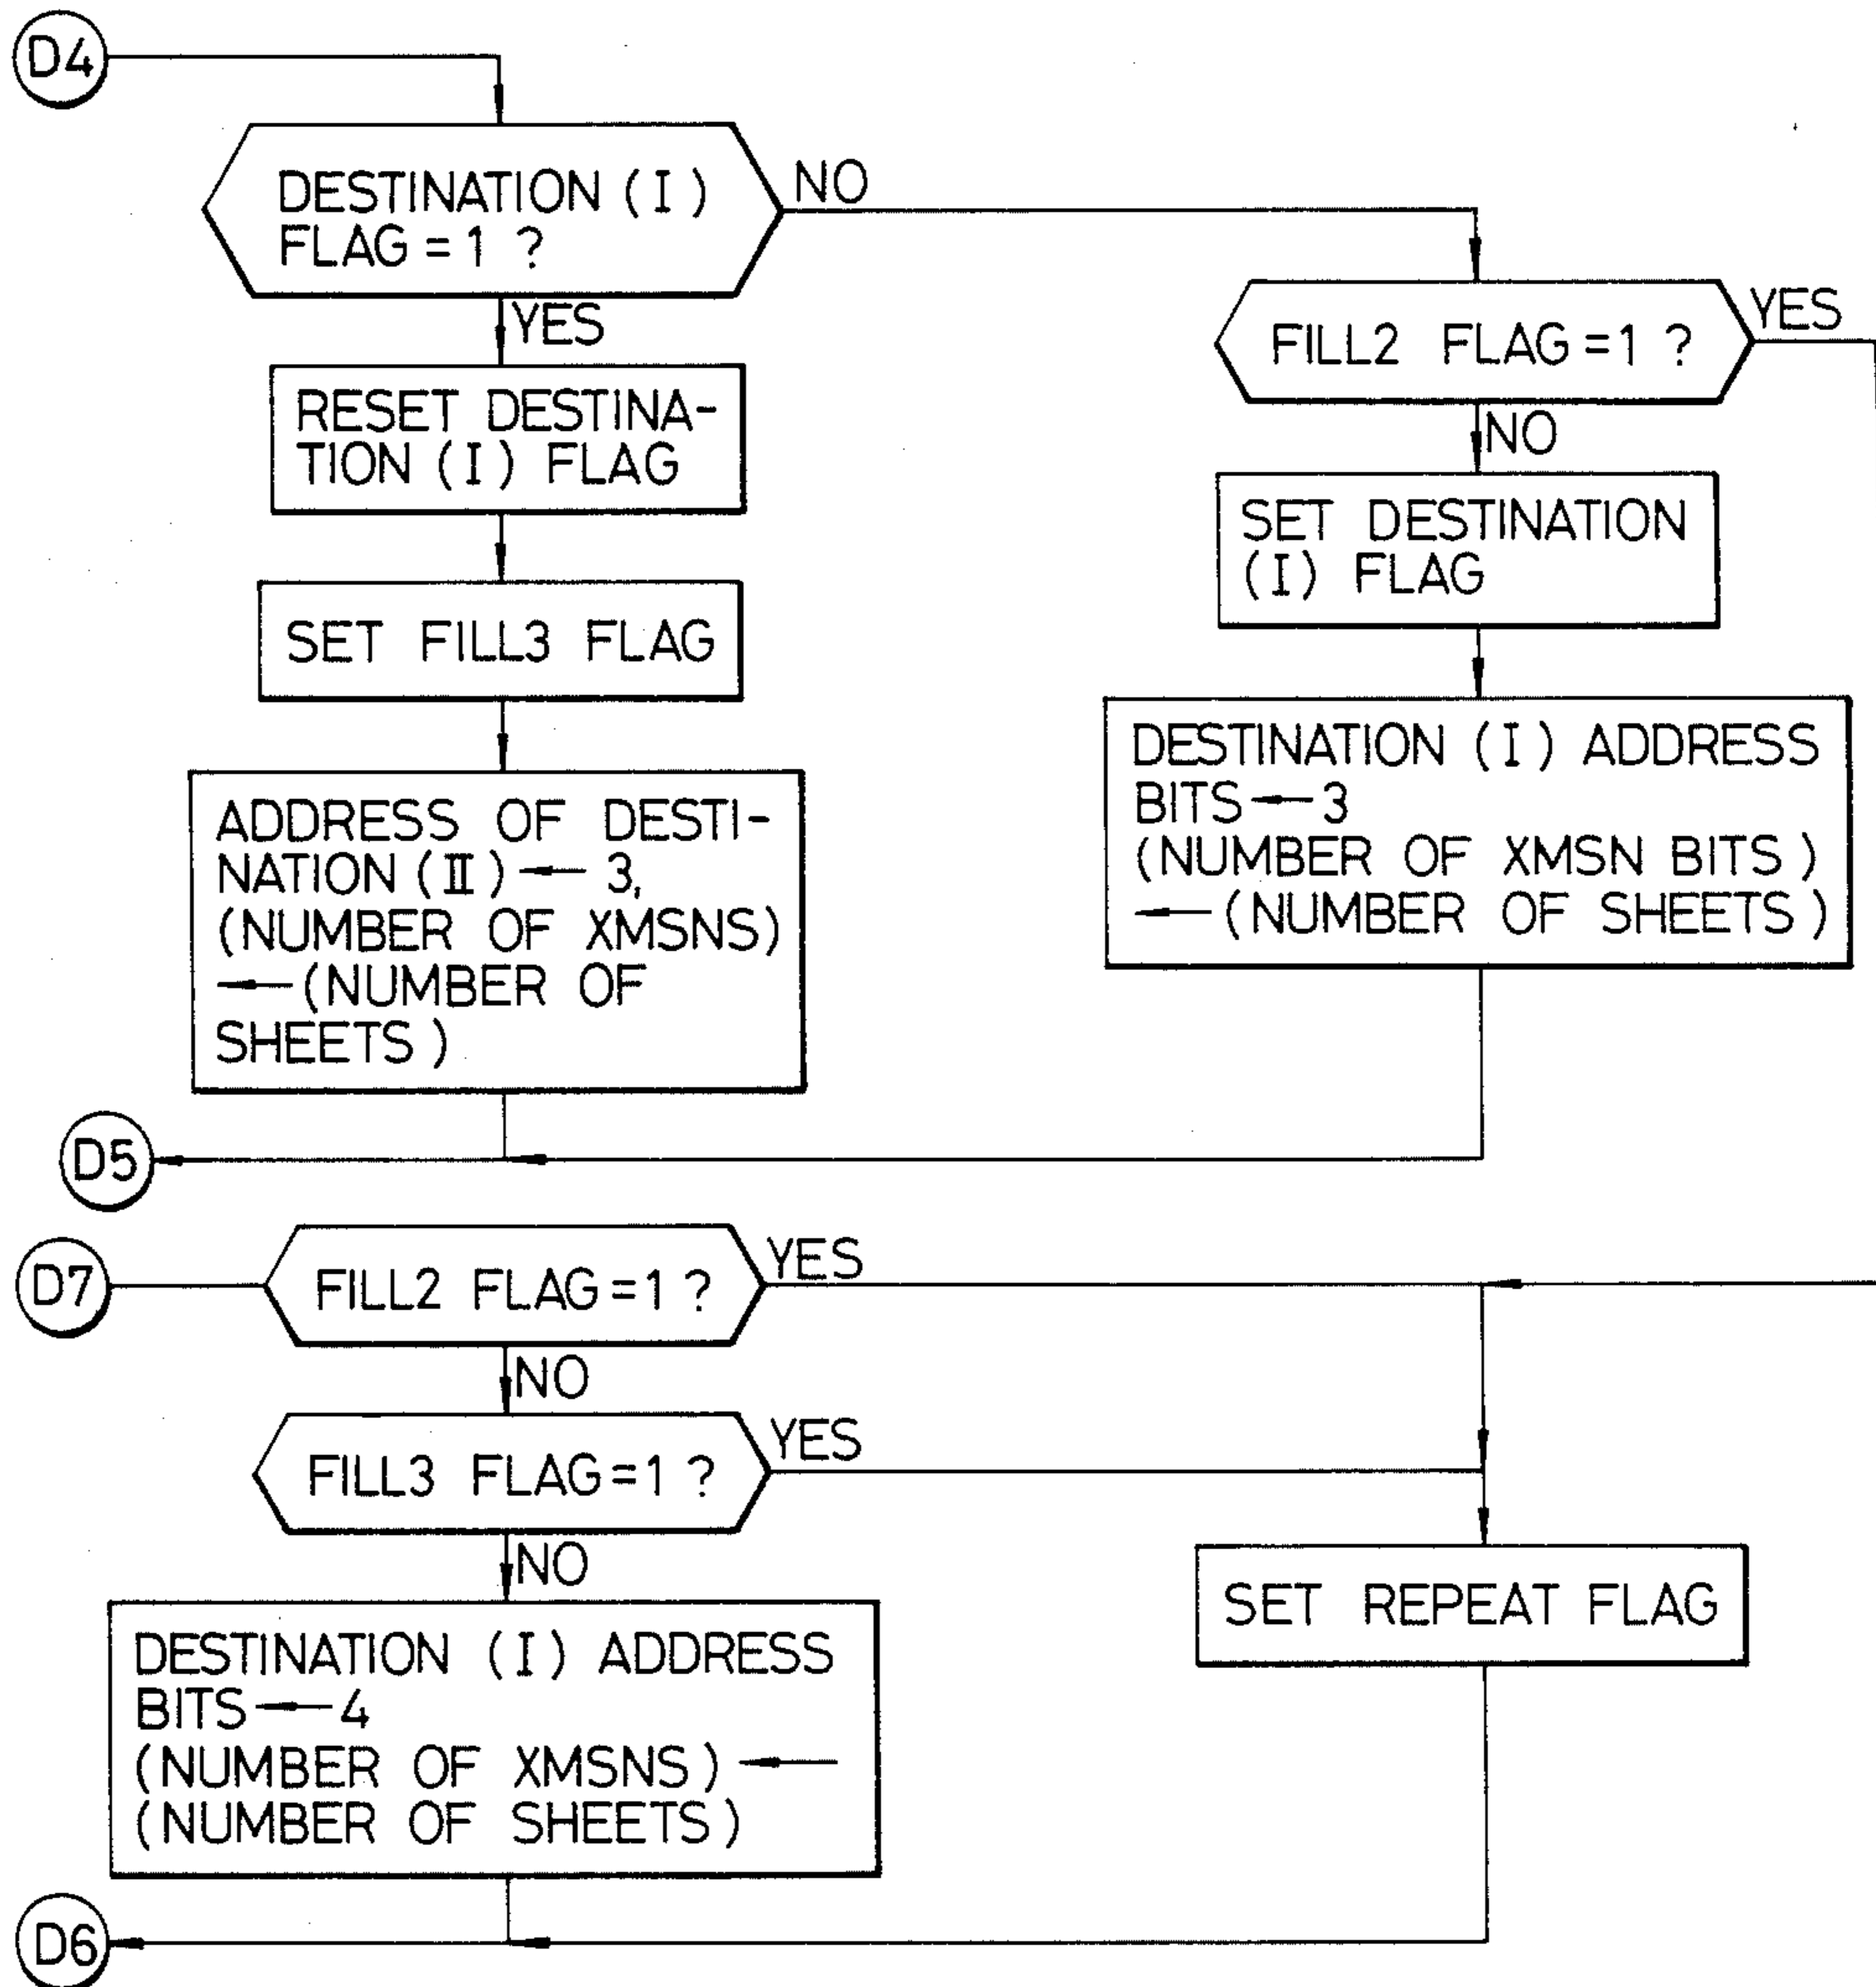 D4
DESTINATION (I)
FLAG = 1 ?
NO
YES
FILL2 FLAG = 1 ?
YES
NO
RESET DESTINA-
TION (I) FLAG
SET DESTINATION
(I) FLAG
SET FILL3 FLAG
DESTINATION (I) ADDRESS
BITS ← 3
(NUMBER OF XMSN BITS)
← (NUMBER OF SHEETS)
ADDRESS OF DESTI-
NATION (II) ← 3,
(NUMBER OF XMSNS)
← (NUMBER OF
SHEETS)
D5
D7
FILL2 FLAG = 1 ?
YES
NO
FILL3 FLAG = 1 ?
YES
NO
SET REPEAT FLAG
DESTINATION (I) ADDRESS
BITS ← 4
(NUMBER OF XMSNS) ←
(NUMBER OF SHEETS)
D6